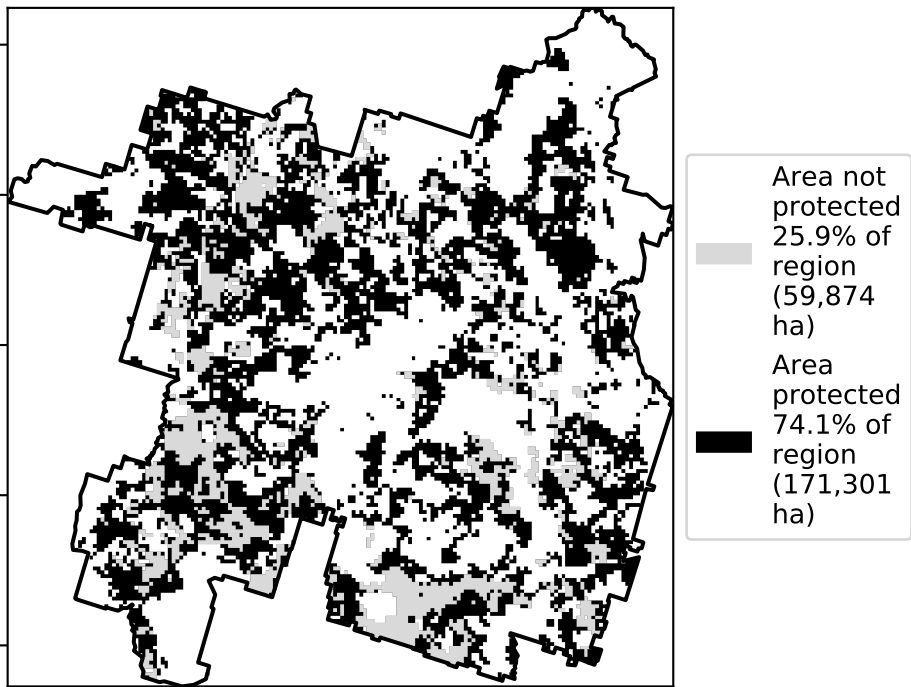 Area not
protected
25.9% of
region
(59,874
ha)
Area
protected
74.1% of
region
(171,301
ha)